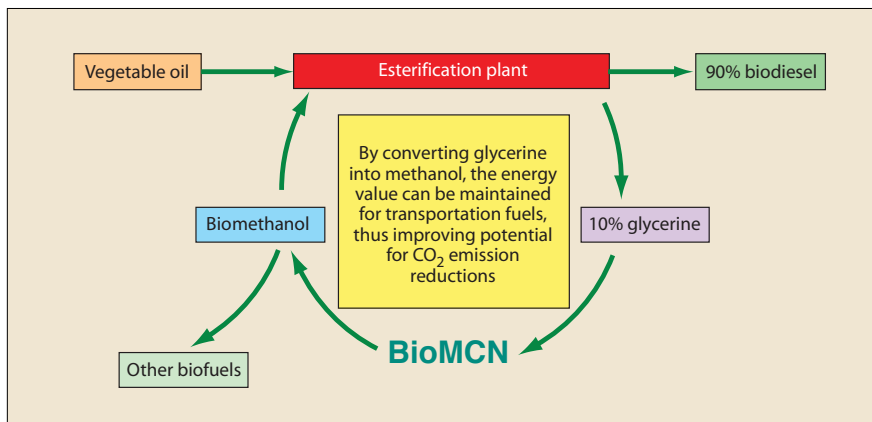 Vegetable oil
Esterification plant
90% biodiesel
By converting glycerine
into methanol, the energy
value can be maintained
for transportation fuels,
thus improving potential
for CO₂ emission
reductions
Biomethanol
10% glycerine
BioMCN
Other biofuels